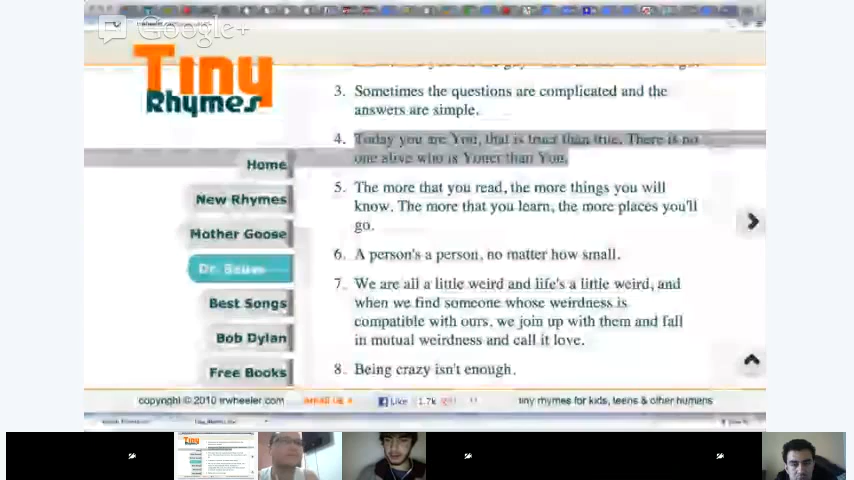 Google+
Tiny
Rhymes
3. Sometimes the questions are complicated and the
answers are simple.
4. Today you are You, that is truer than true. There is no
one alive who is Youer than You.
5. The more that you read, the more things you will
know. The more that you learn, the more places you'll
go.
6. A person's a person, no matter how small.
7. We are all a little weird and life's a little weird, and
when we find someone whose weirdness is
compatible with ours, we join up with them and fall
in mutual weirdness and call it love.
8. Being crazy isn't enough.
Home
New Rhymes
Mother Goose
Dr. Seuss
Best Songs
Bob Dylan
Free Books
copyright © 2010 irwheeler.com
email us
Like 1.7k
tiny rhymes for kids, teens & other humans
Tiny